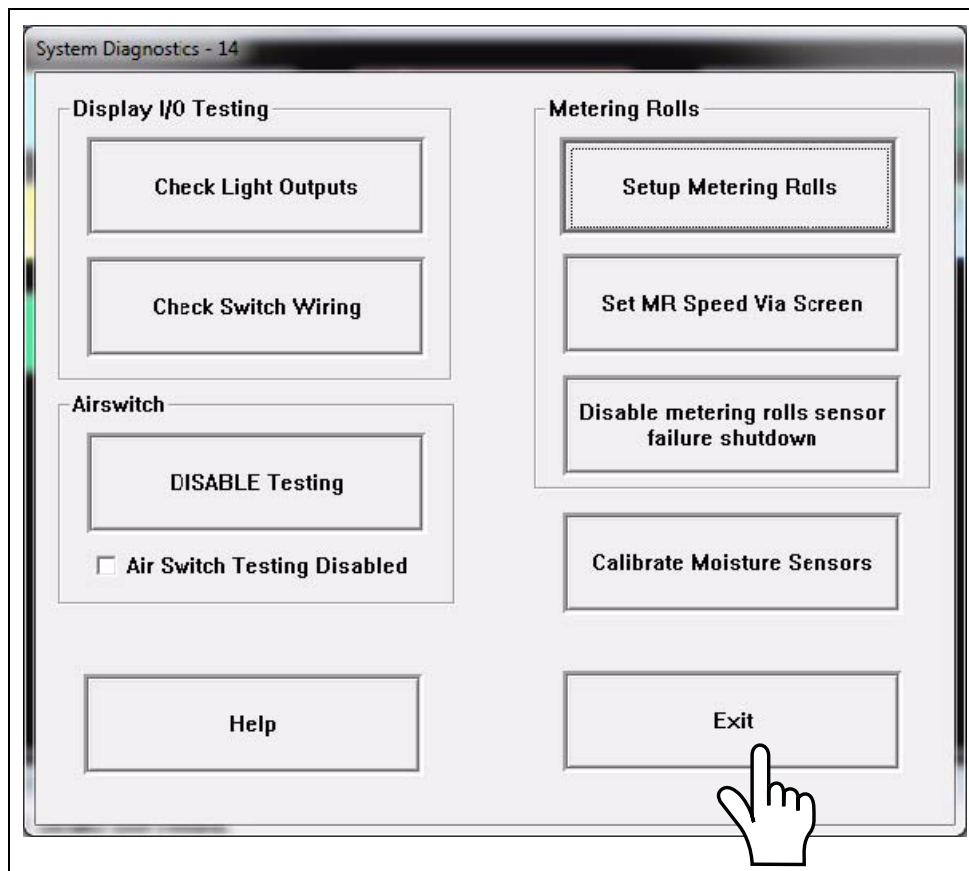 System Diagnostics - 14
Display I/O Testing
Check Light Outputs
Check Switch Wiring
Airswitch
DISABLE Testing
Air Switch Testing Disabled
Help
Metering Rolls
Setup Metering Rolls
Set MR Speed Via Screen
Disable metering rolls sensor
failure shutdown
Calibrate Moisture Sensors
Exit